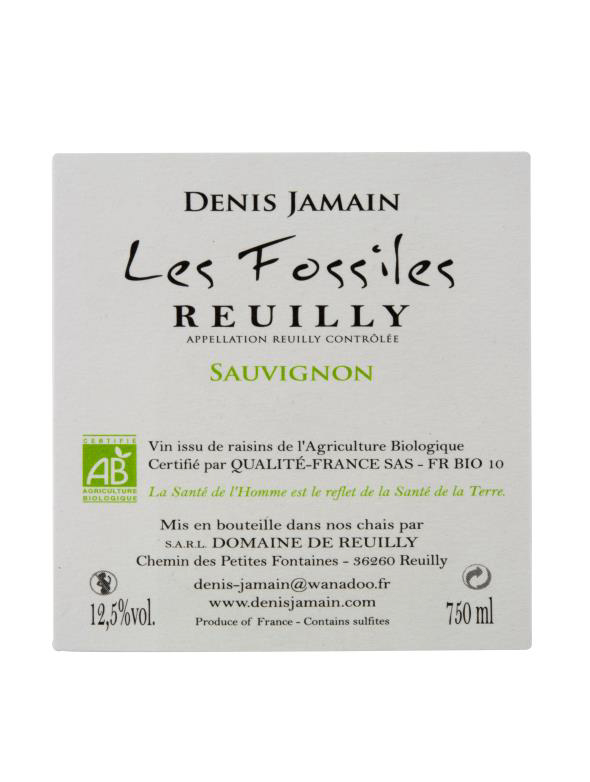 DENIS JAMAIN
Les Fossiles
REUILLY
APPELLATION REUILLY CONTRÔLÉE
SAUVIGNON
CERTIFIÉ
AB
AGRICULTURE
BIOLOGIQUE
Vin issu de raisins de l'Agriculture Biologique
Certifié par QUALITÉ-FRANCE SAS - FR BIO 10
La Santé de l'Homme est le reflet de la Santé de la Terre.
Mis en bouteille dans nos chais par
S.A.R.L. DOMAINE DE REUILLY
Chemin des Petites Fontaines - 36260 Reuilly
denis-jamain@wanadoo.fr
www.denisjamain.com
12,5%vol.
Produce of France - Contains sulfites
750 ml